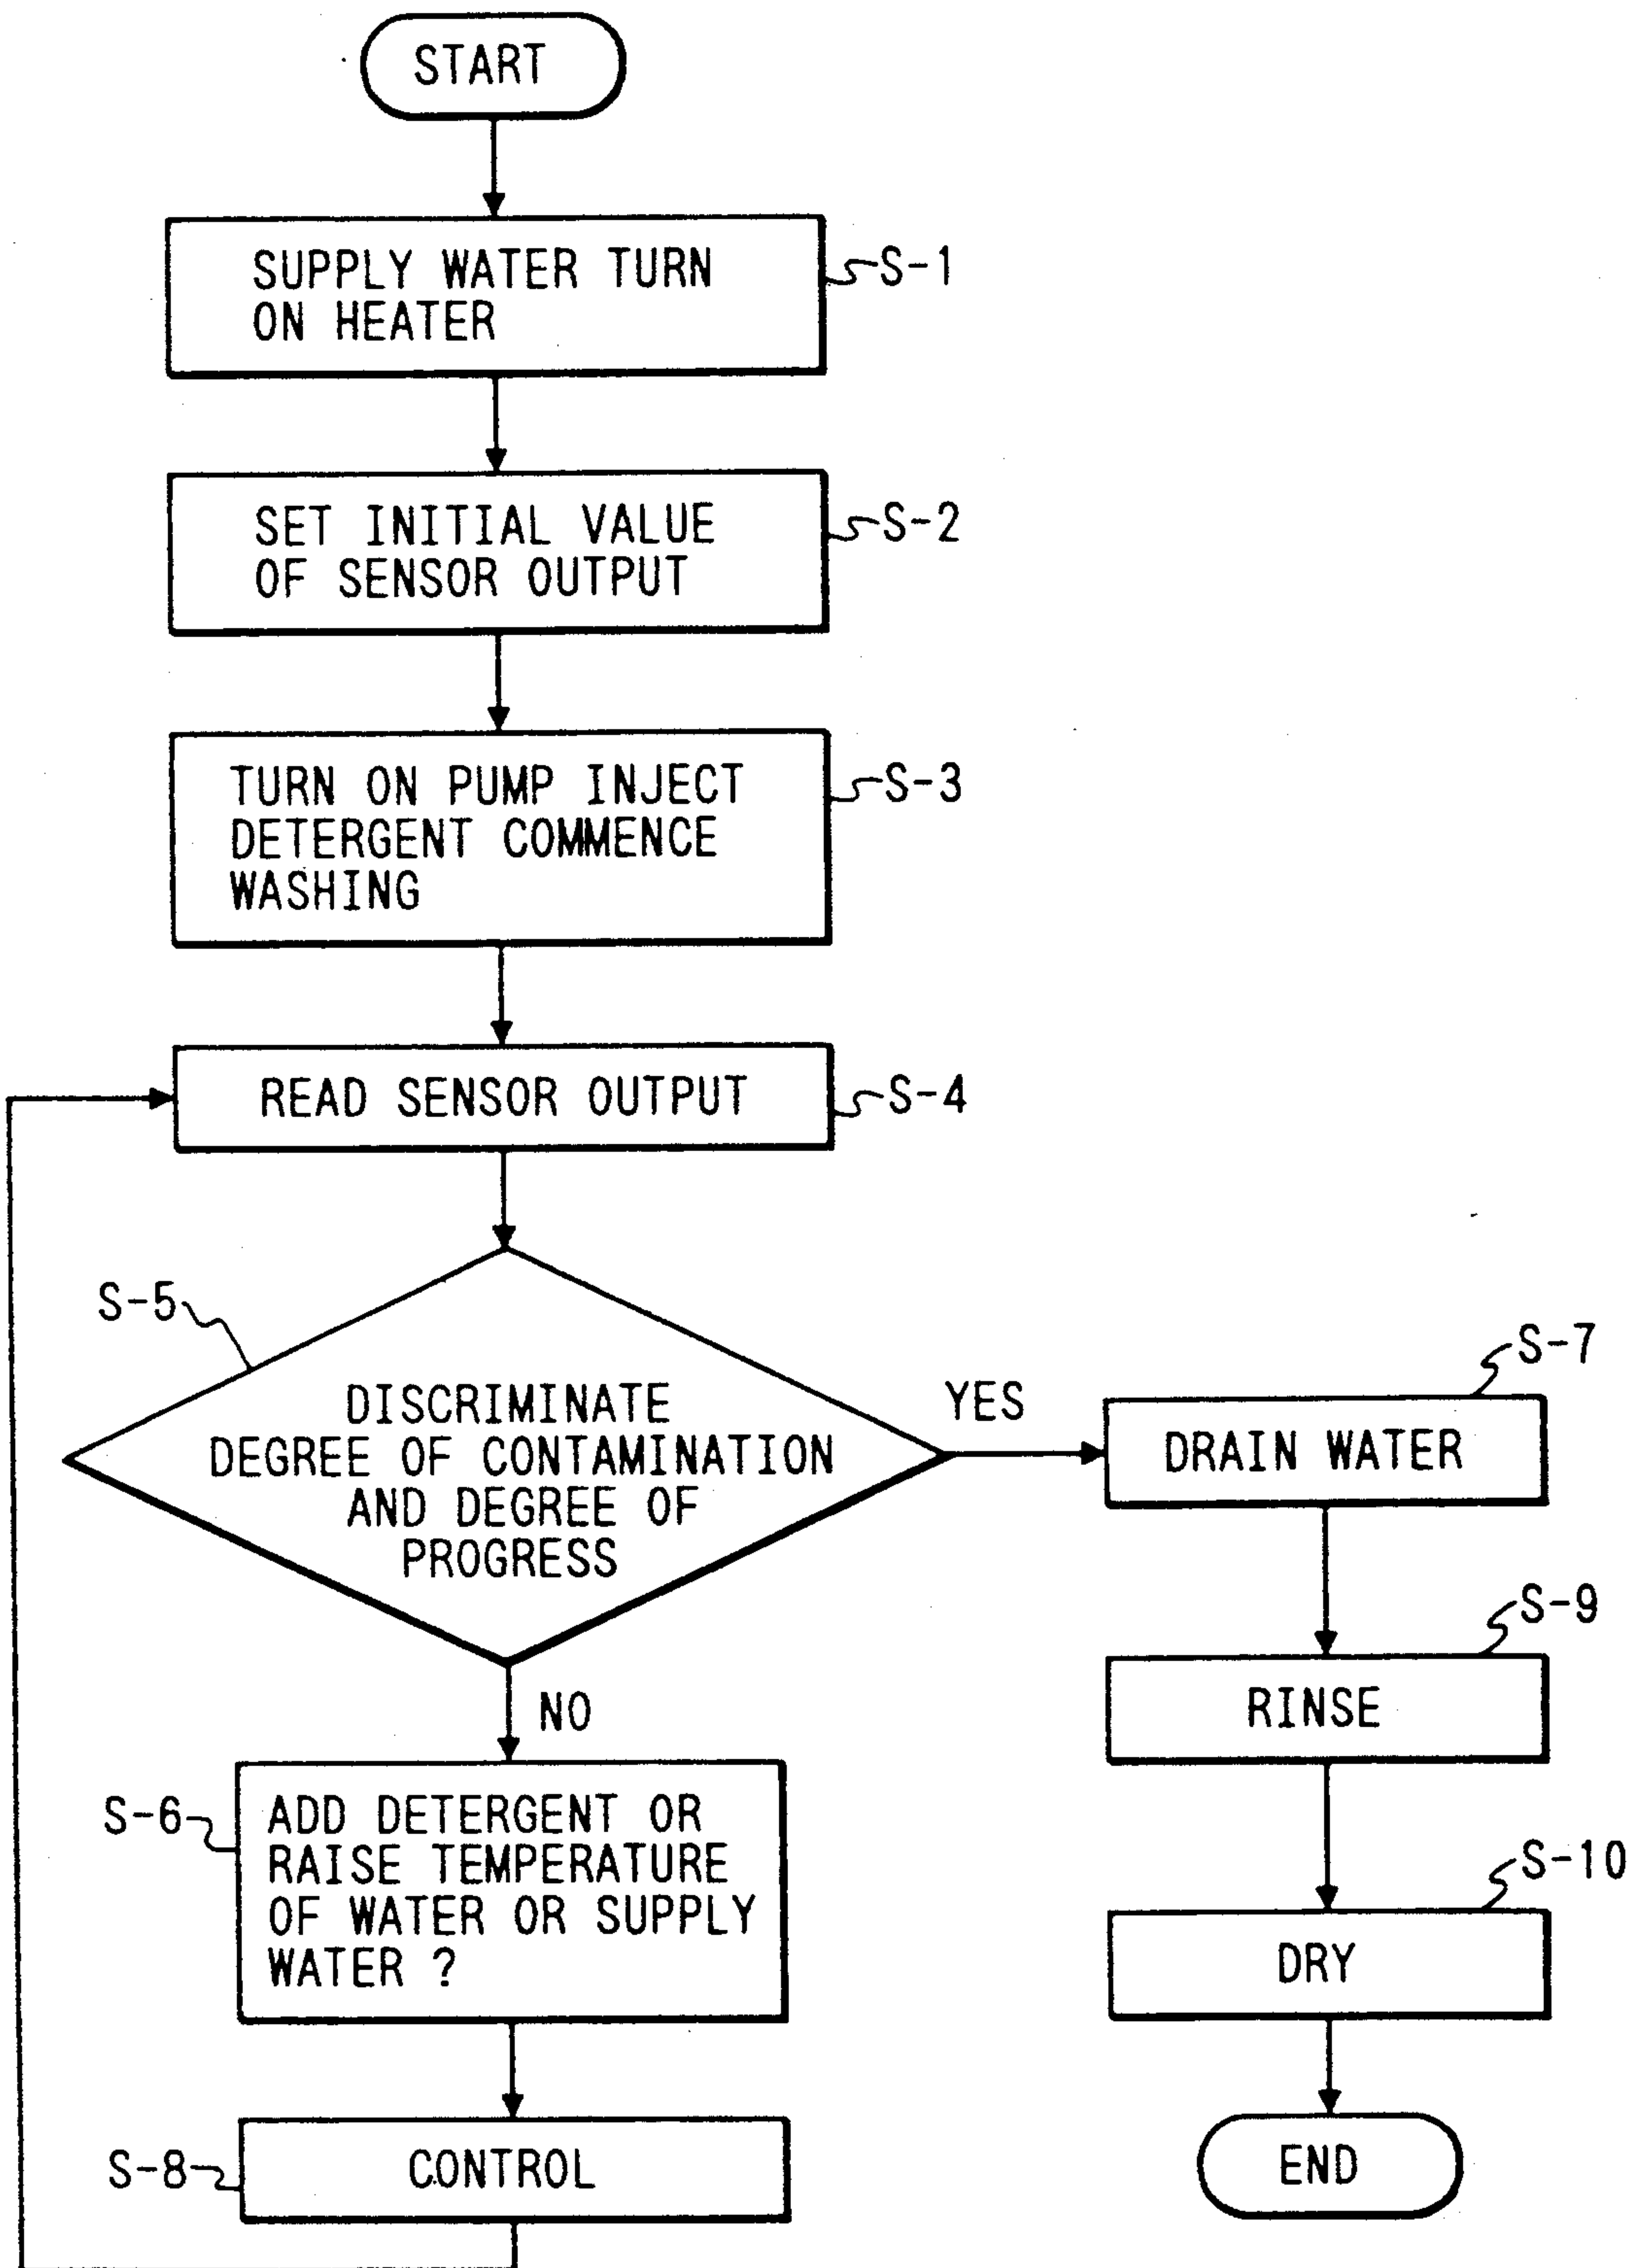 START
SUPPLY WATER TURN
ON HEATER
S-1
SET INITIAL VALUE
OF SENSOR OUTPUT
S-2
TURN ON PUMP INJECT
DETERGENT COMMENCE
WASHING
S-3
READ SENSOR OUTPUT
S-4
S-5
DISCRIMINATE
DEGREE OF CONTAMINATION
AND DEGREE OF
PROGRESS
YES
NO
S-6
ADD DETERGENT OR
RAISE TEMPERATURE
OF WATER OR SUPPLY
WATER ?
S-8
CONTROL
S-7
DRAIN WATER
S-9
RINSE
S-10
DRY
END